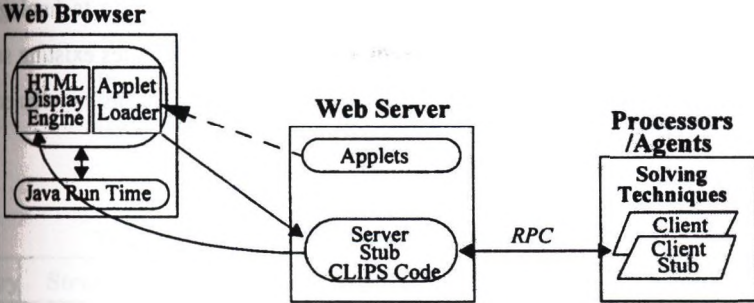 Web Browser
HTML
Display
Engine
Applet
Loader
Java Run Time
Web Server
Applets
Server
Stub
CLIPS Code
RPC
Processors
/Agents
Solving
Techniques
Client
Client
Stub